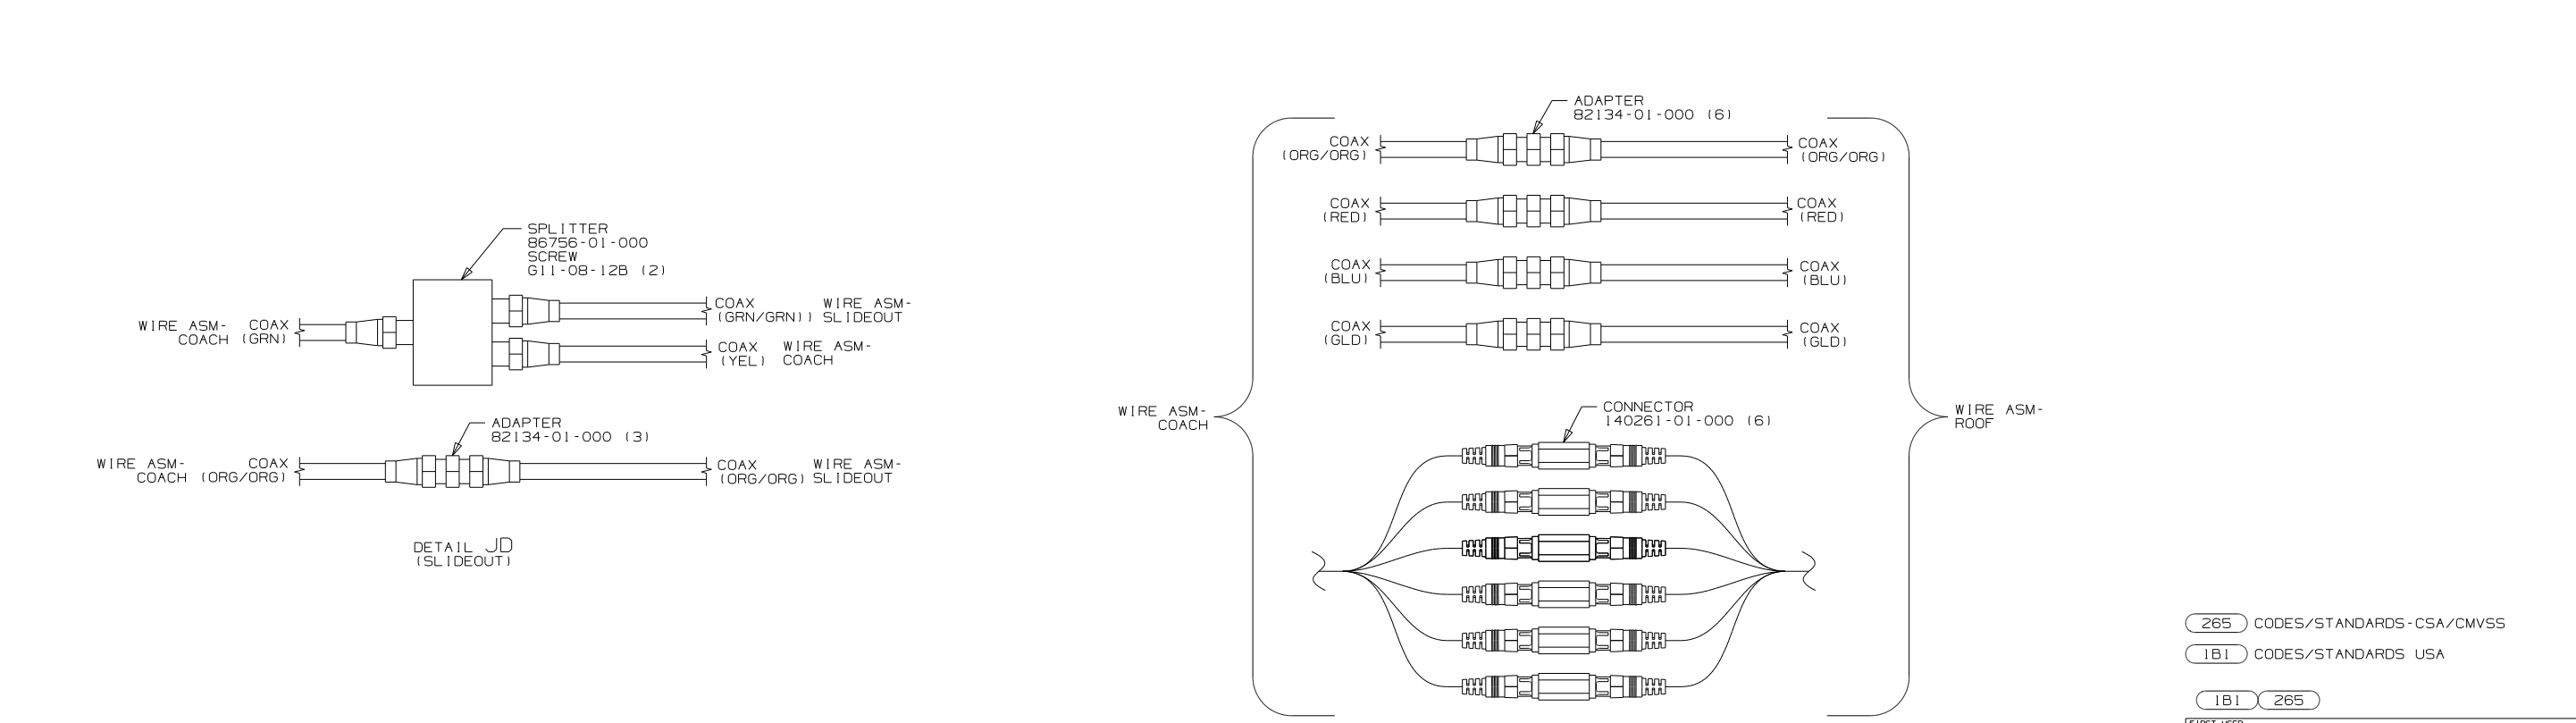 SPLITTER
86756-01-000
SCREW
G11-08-12B (2)
WIRE ASM-
COACH
COAX
(GRN)
COAX
(GRN/GRN))
WIRE ASM-
SLIDEOUT
COAX
(YEL)
WIRE ASM-
COACH
ADAPTER
82134-01-000 (3)
WIRE ASM-
COACH
COAX
(ORG/ORG)
COAX
(ORG/ORG)
WIRE ASM-
SLIDEOUT
DETAIL JD
(SLIDEOUT)
ADAPTER
82134-01-000 (6)
COAX
(ORG/ORG)
COAX
(ORG/ORG)
COAX
(RED)
COAX
(RED)
COAX
(BLU)
COAX
(BLU)
COAX
(GLD)
COAX
(GLD)
WIRE ASM-
COACH
CONNECTOR
140261-01-000 (6)
WIRE ASM-
ROOF
265 CODES/STANDARDS-CSA/CMVSS
1B1 CODES/STANDARDS USA
1B1 265